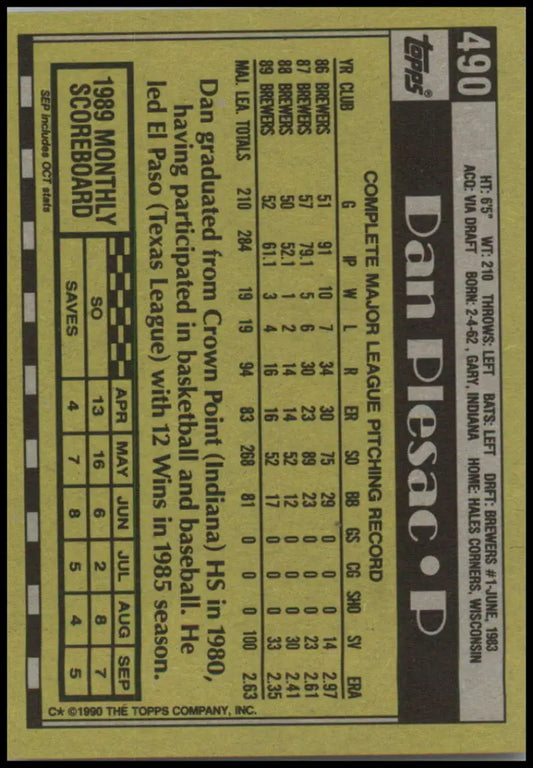 490
HT: 6'5" WT: 210 THROWS: LEFT BATS: LEFT DRFT: BREWERS #1-JUNE, 1983
ACQ: VIA DRAFT BORN: 2-4-62, GARY, INDIANA HOME: HALES CORNERS, WISCONSIN
TOPPS®
Dan Plesac • P
COMPLETE MAJOR LEAGUE PITCHING RECORD
YR CLUB G IP W L R ER SO BB GS CG SHO SV ERA
86 BREWERS 51 91 10 7 34 30 75 29 0 0 0 14 2.97
87 BREWERS 57 79.1 5 6 30 23 89 23 0 0 0 23 2.61
88 BREWERS 50 52.1 1 2 14 14 52 12 0 0 0 30 2.41
89 BREWERS 52 61.1 3 4 16 16 52 17 0 0 0 33 2.35
MAJ. LEA. TOTALS 210 284 19 19 94 83 268 81 0 0 0 100 2.63
Dan graduated from Crown Point (Indiana) HS in 1980,
having participated in basketball and baseball. He
led El Paso (Texas League) with 12 Wins in 1985 season.
1989 MONTHLY
SCOREBOARD
APR MAY JUN JUL AUG SEP
SO 13 16 6 2 8 7
SAVES 4 7 8 5 4 5
SEP includes OCT stats
C* ©1990 THE TOPPS COMPANY, INC.